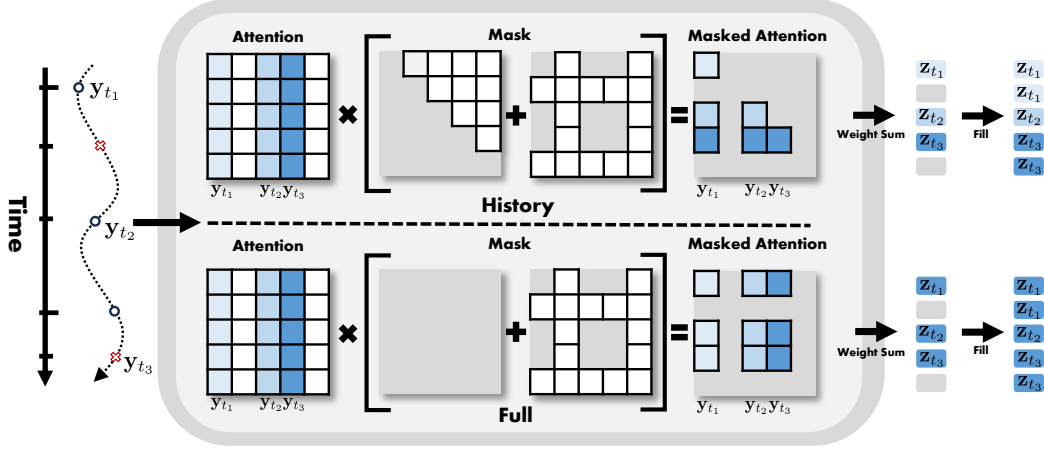 Time
y_{t_1}
y_{t_2}
y_{t_3}
Attention
Mask
Masked Attention
×
+
=
y_{t_1} y_{t_2} y_{t_3}
y_{t_1} y_{t_2} y_{t_3}
History
Weight Sum
Fill
z_{t_1}
z_{t_2}
z_{t_3}
z_{t_1}
z_{t_1}
z_{t_2}
z_{t_3}
z_{t_3}
Attention
Mask
Masked Attention
×
+
=
y_{t_1} y_{t_2} y_{t_3}
y_{t_1} y_{t_2} y_{t_3}
Full
Weight Sum
Fill
z_{t_1}
z_{t_2}
z_{t_3}
z_{t_1}
z_{t_1}
z_{t_2}
z_{t_3}
z_{t_3}